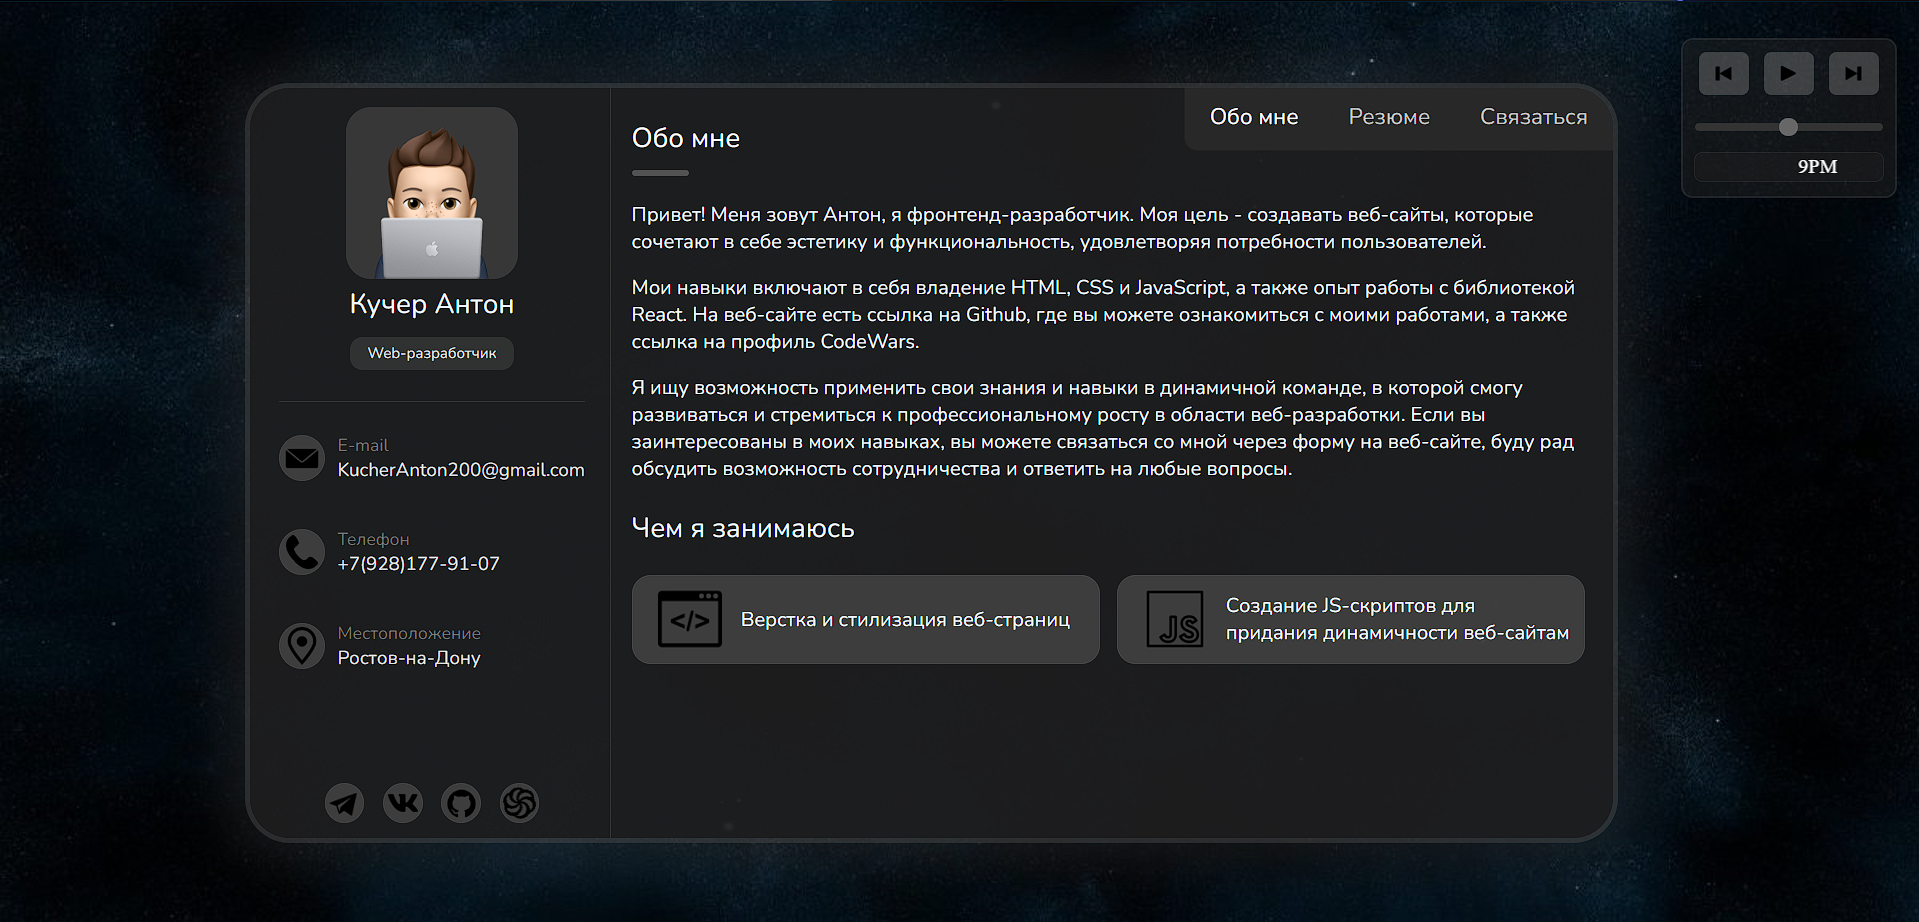 Обо мне
Резюме
Связаться
9PM
Кучер Антон
Web-разработчик
E-mail
KucherAnton200@gmail.com
Телефон
+7(928)177-91-07
Местоположение
Ростов-на-Дону
Обо мне
Привет! Меня зовут Антон, я фронтенд-разработчик. Моя цель - создавать веб-сайты, которые
сочетают в себе эстетику и функциональность, удовлетворяя потребности пользователей.
Мои навыки включают в себя владение HTML, CSS и JavaScript, а также опыт работы с библиотекой
React. На веб-сайте есть ссылка на Github, где вы можете ознакомиться с моими работами, а также
ссылка на профиль CodeWars.
Я ищу возможность применить свои знания и навыки в динамичной команде, в которой смогу
развиваться и стремиться к профессиональному росту в области веб-разработки. Если вы
заинтересованы в моих навыках, вы можете связаться со мной через форму на веб-сайте, буду рад
обсудить возможность сотрудничества и ответить на любые вопросы.
Чем я занимаюсь
</>
Верстка и стилизация веб-страниц
JS
Создание JS-скриптов для
придания динамичности веб-сайтам